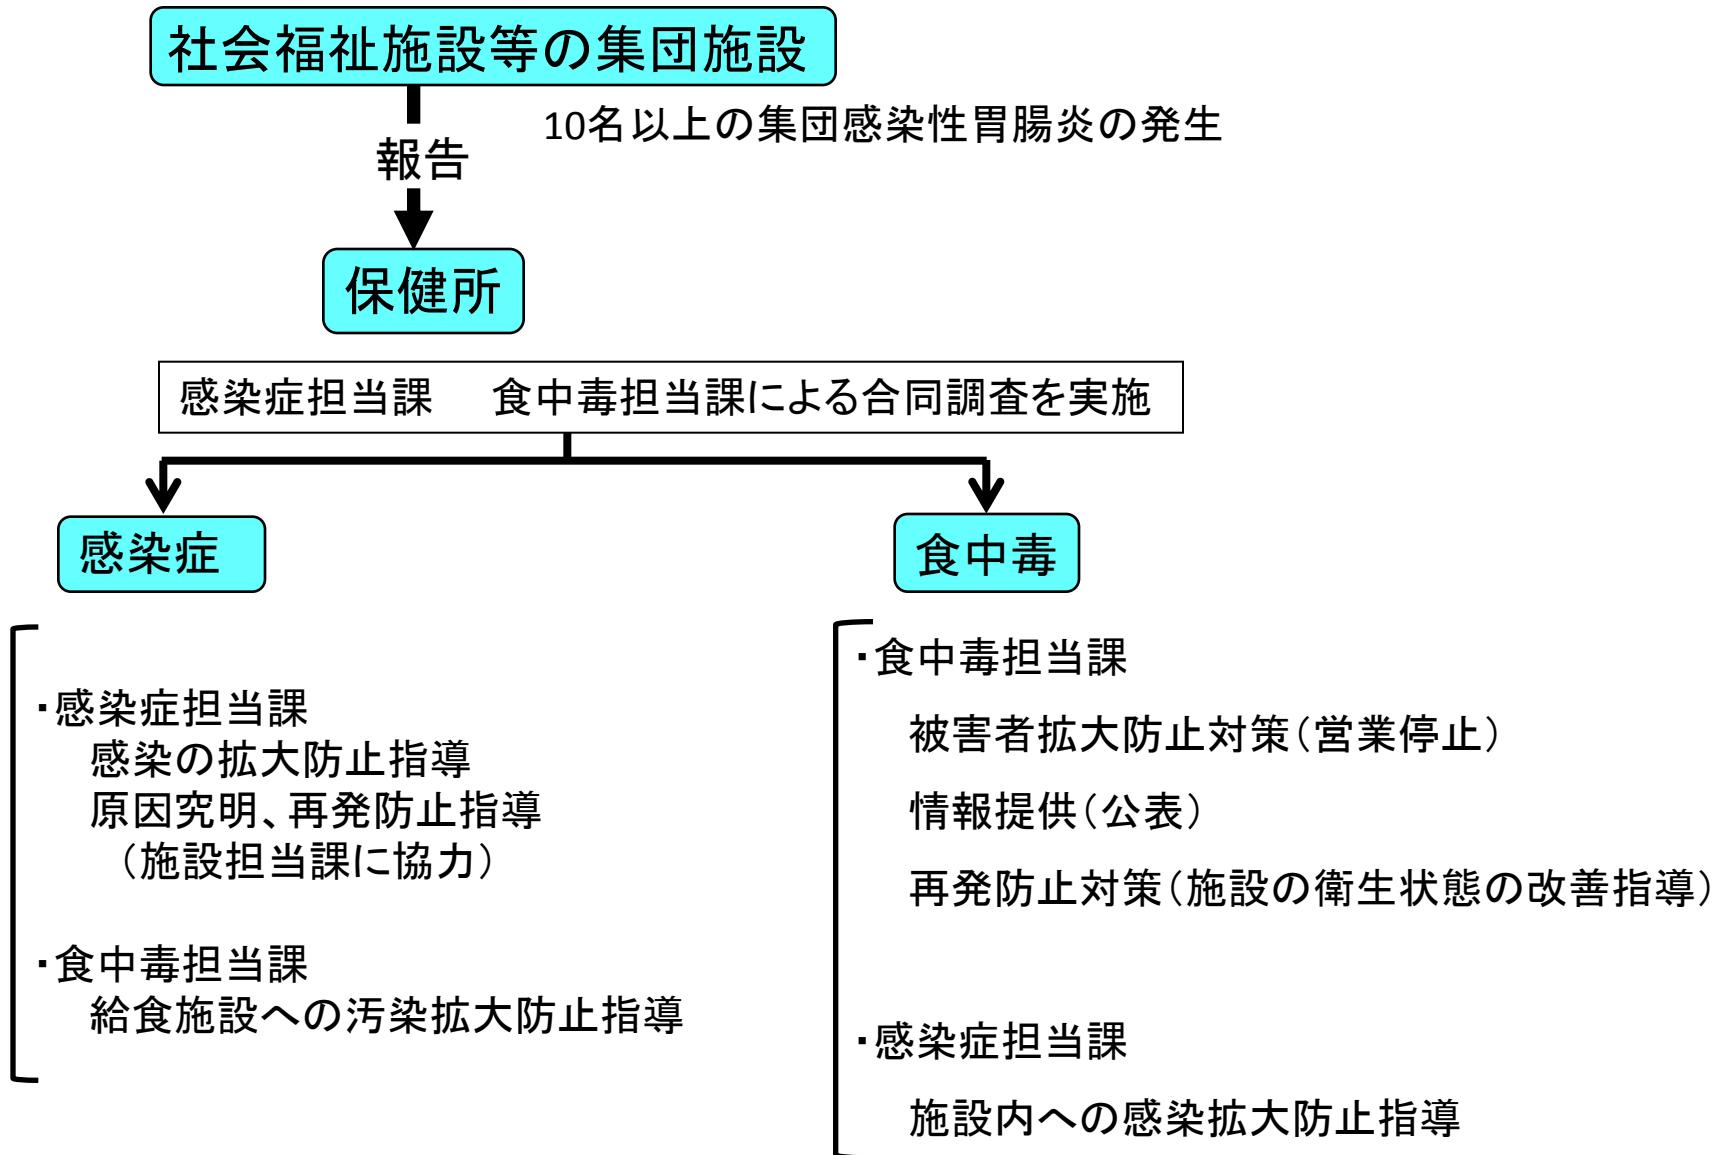 社会福祉施設等の集団施設
10名以上の集団感染性胃腸炎の発生
報告
保健所
感染症担当課　食中毒担当課による合同調査を実施
感染症
・感染症担当課
感染の拡大防止指導
原因究明、再発防止指導
（施設担当課に協力）
・食中毒担当課
給食施設への汚染拡大防止指導
食中毒
・食中毒担当課
被害者拡大防止対策（営業停止）
情報提供（公表）
再発防止対策（施設の衛生状態の改善指導）
・感染症担当課
施設内への感染拡大防止指導